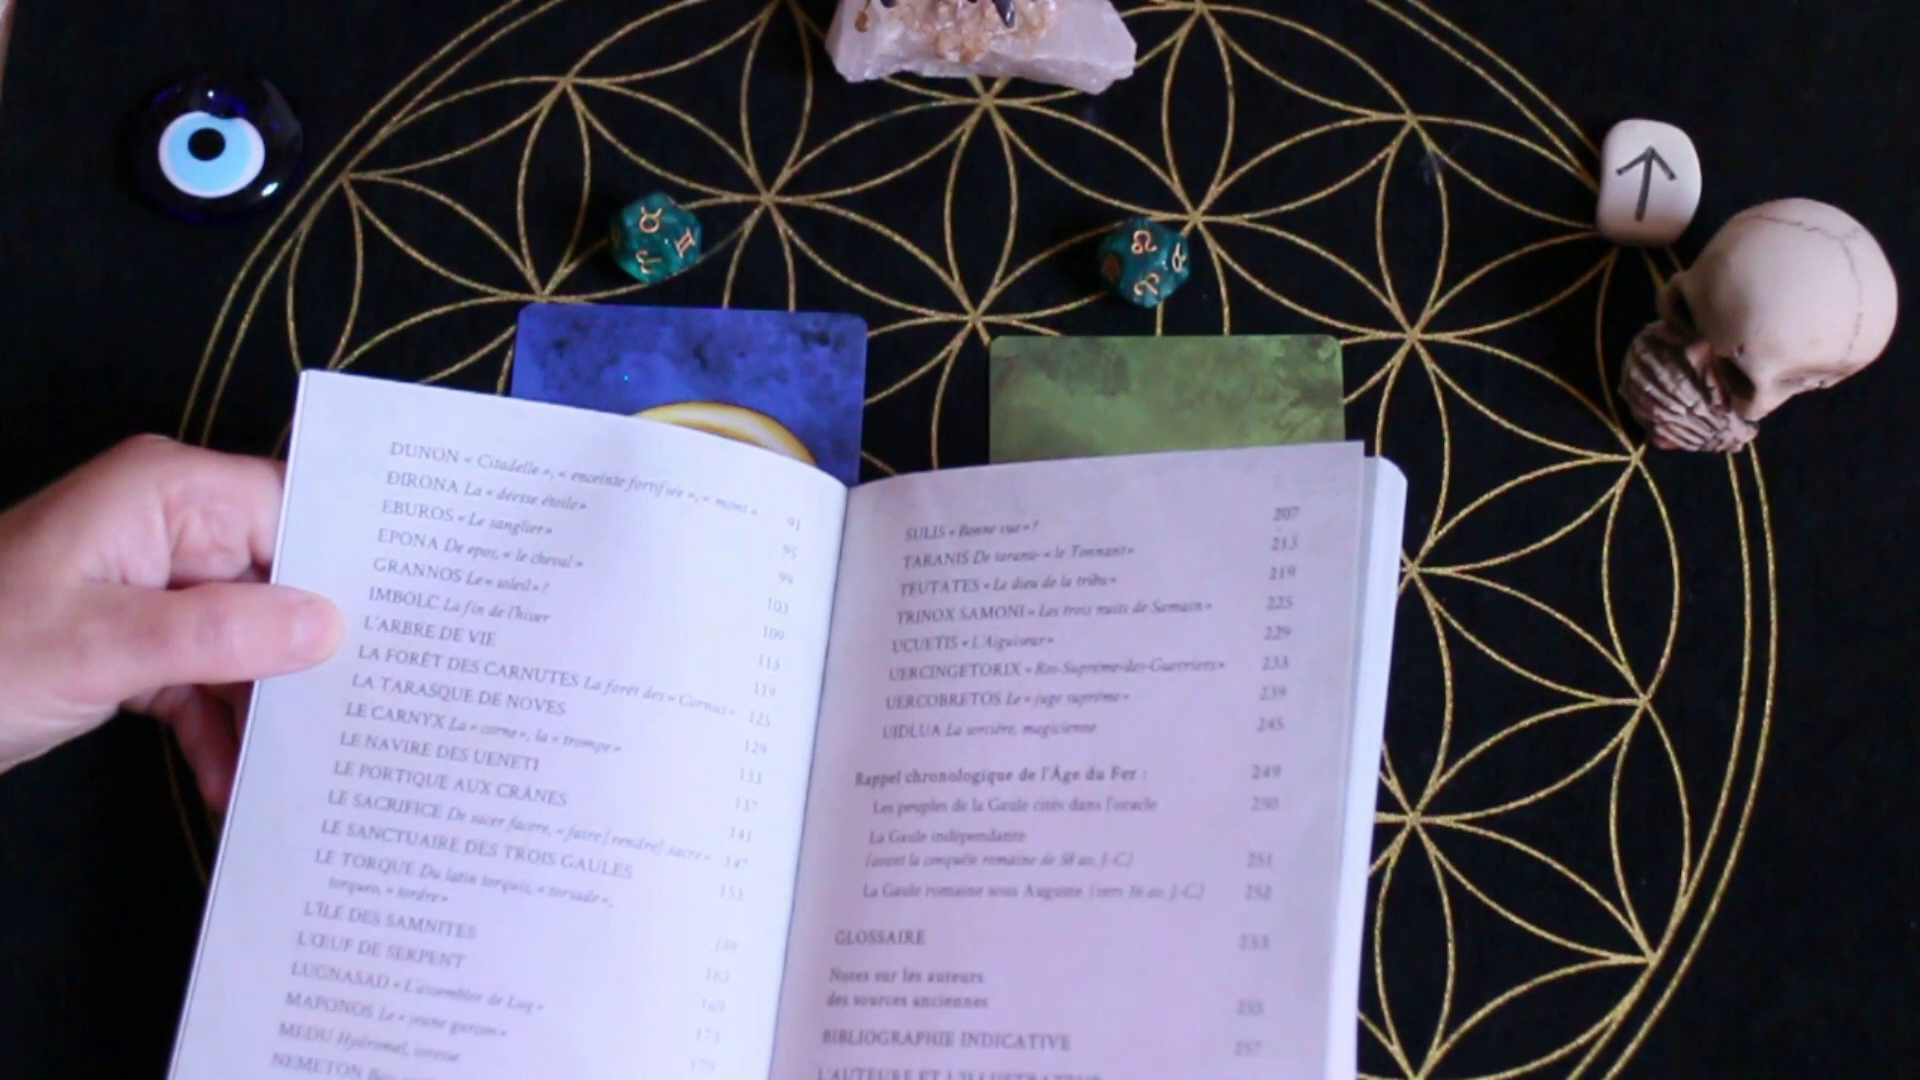 DUNON « Citadelle », « enceinte fortifiée », « mont » 91
ÐIRONA La « déesse étoile » 95
EBUROS « Le sanglier » 99
EPONA De epos, « le cheval » 103
GRANNOS Le « soleil » ? 109
IMBOLC La fin de l'hiver 113
L'ARBRE DE VIE 119
LA FORÊT DES CARNUTES La forêt des « Cornus » 125
LA TARASQUE DE NOVES 129
LE CARNYX La « corne », la « trompe » 133
LE NAVIRE DES UENETI 137
LE PORTIQUE AUX CRÂNES 141
LE SACRIFICE De sacer facere, « faire [rendre] sacré » 147
LE SANCTUAIRE DES TROIS GAULES 153
LE TORQUE Du latin torquis, « torsade »,
torqueo, « tordre »
L'ÎLE DES SAMNITES 163
L'ŒUF DE SERPENT 169
LUGNASAD « L'assemblée de Lug » 173
MAPONOS Le « jeune garçon » 179
MEDU Hydromel, ivresse
NEMETON
SULIS « Bonne vue » ? 207
TARANIS De tarano- « le Tonnant » 213
TEUTATES « Le dieu de la tribu » 219
TRINOX SAMONI « Les trois nuits de Samain » 225
UCUETIS « L'Aiguiseur » 229
UERCINGETORIX « Roi-Suprême-des-Guerriers » 233
UERCOBRETOS Le « juge suprême » 239
UIDLUA La sorcière, magicienne 245
Rappel chronologique de l'Âge du Fer : 249
Les peuples de la Gaule cités dans l'oracle 250
La Gaule indépendante
(avant la conquête romaine de 58 av. J.-C.) 251
La Gaule romaine sous Auguste (vers 16 av. J.-C.) 252
GLOSSAIRE 253
Notes sur les auteurs
des sources anciennes 255
BIBLIOGRAPHIE INDICATIVE 257
L'AUTEURE ET L'ILLUSTRATEUR